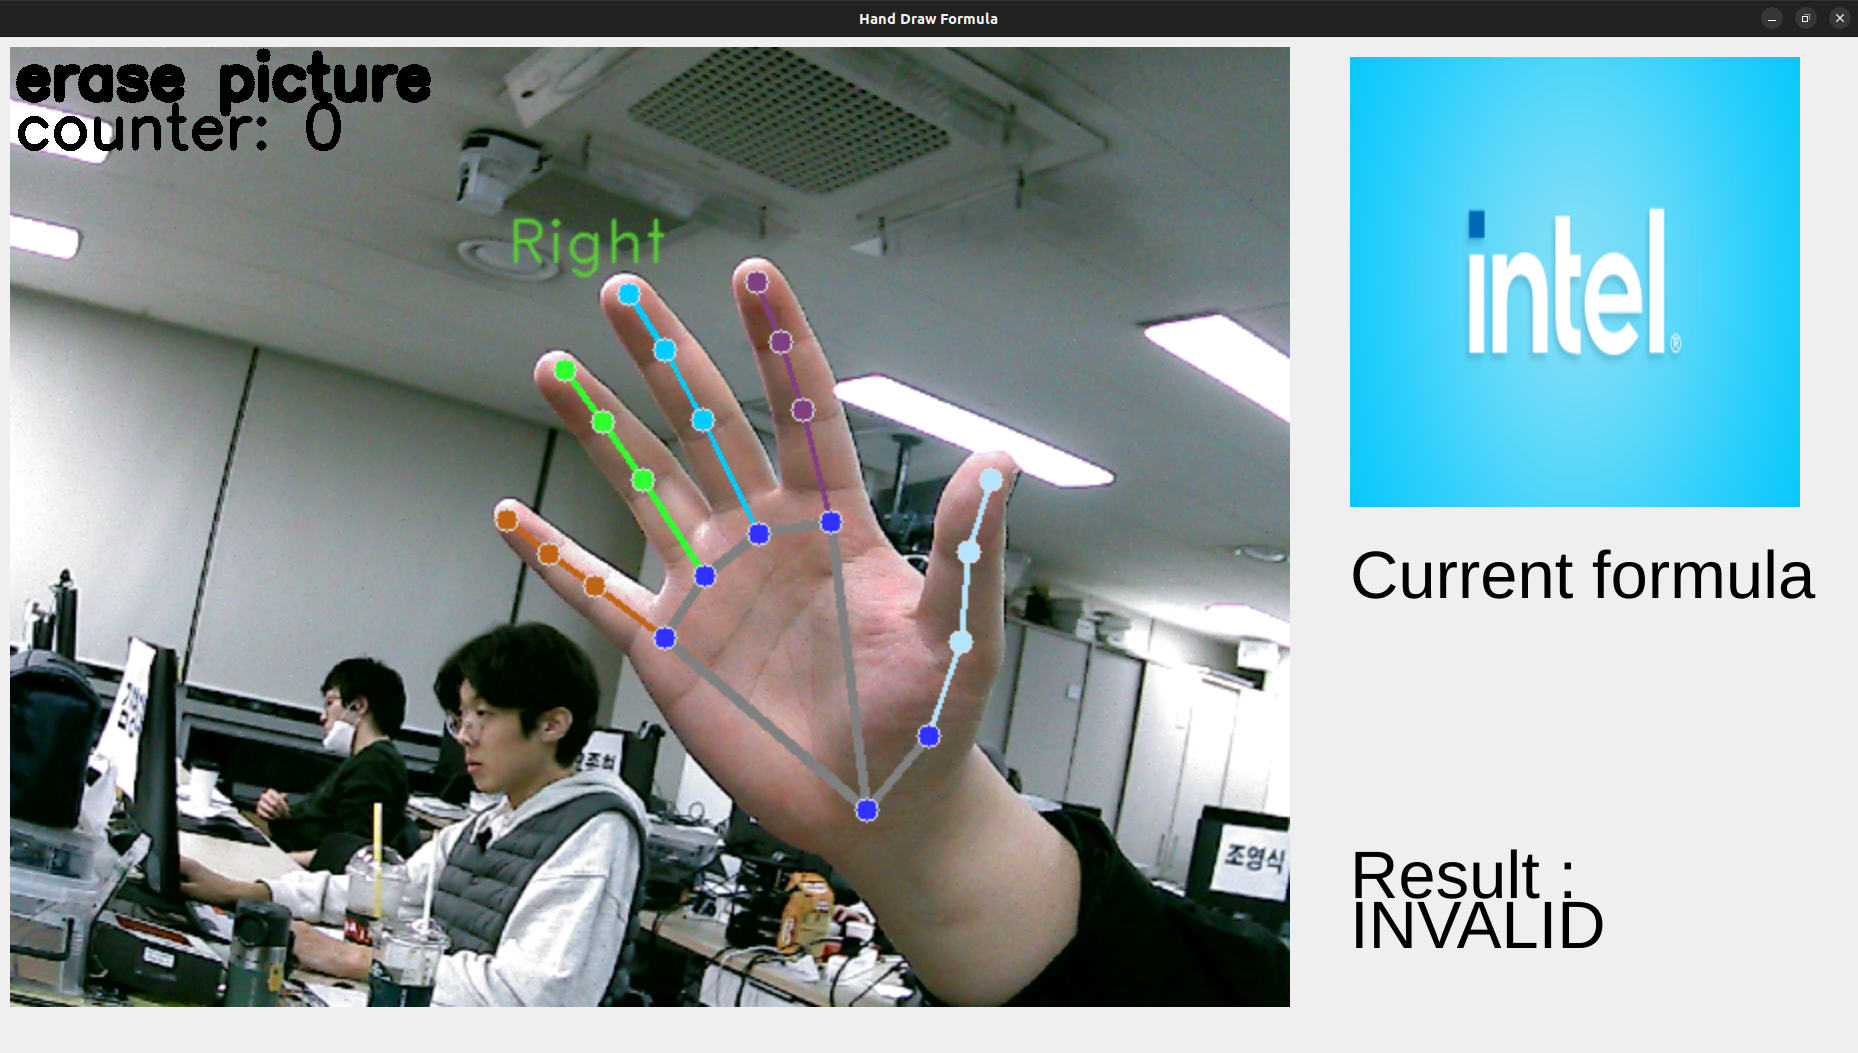 Hand Draw Formula
erase picture
counter: 0
Right
intel®
Current formula
조영식
Result :
INVALID